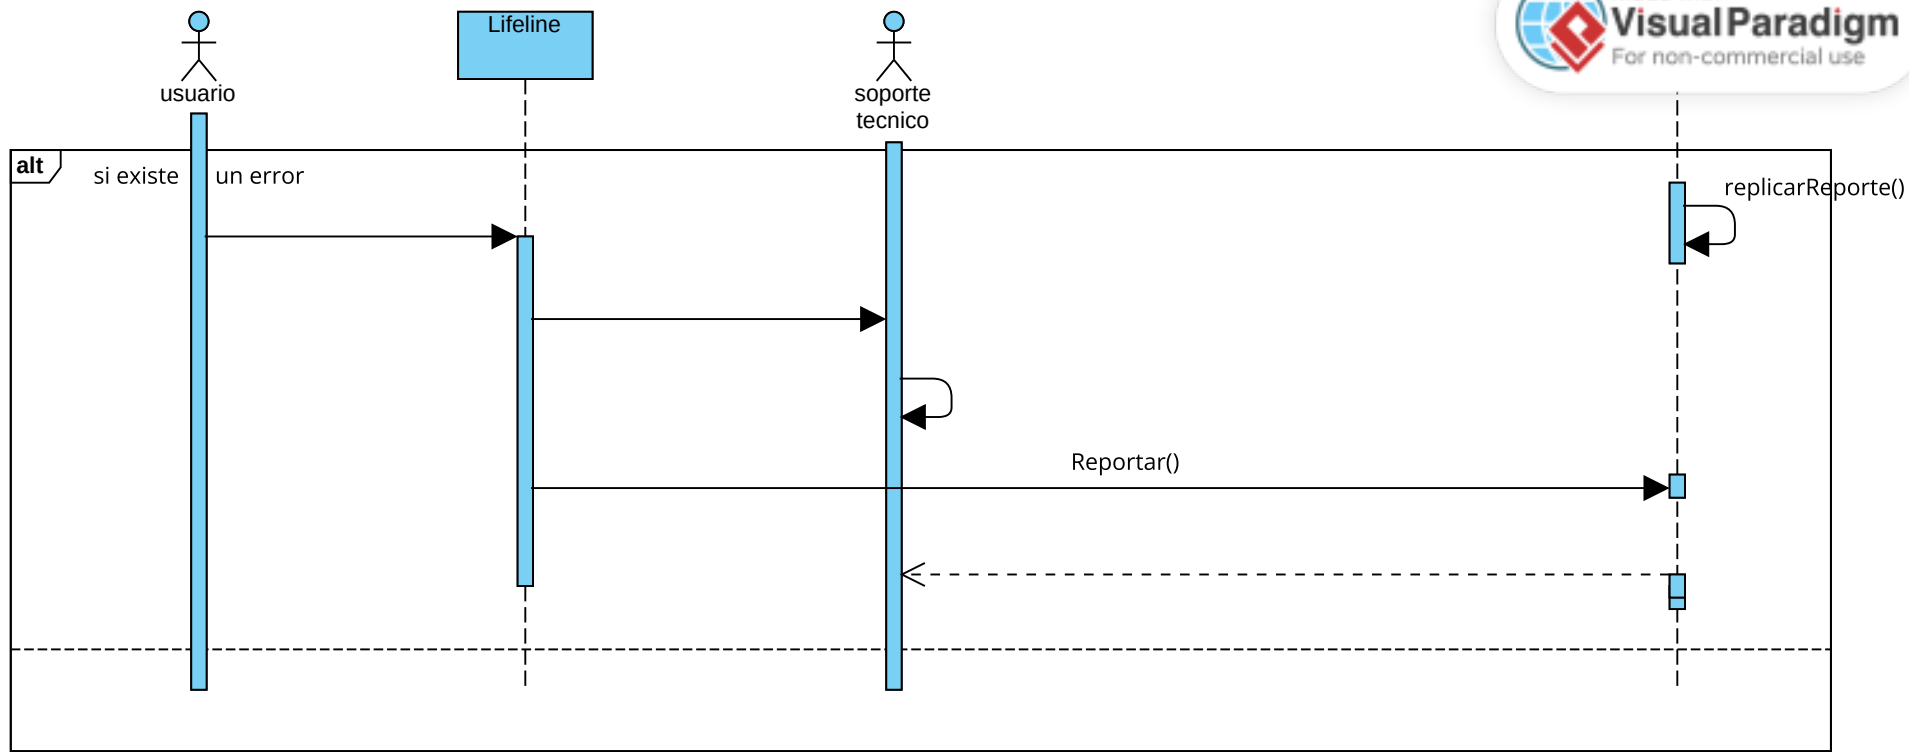 Lifeline
VisualParadigm
For non-commercial use
usuario
soporte
tecnico
alt
si existe un error
replicarReporte()
Reportar()